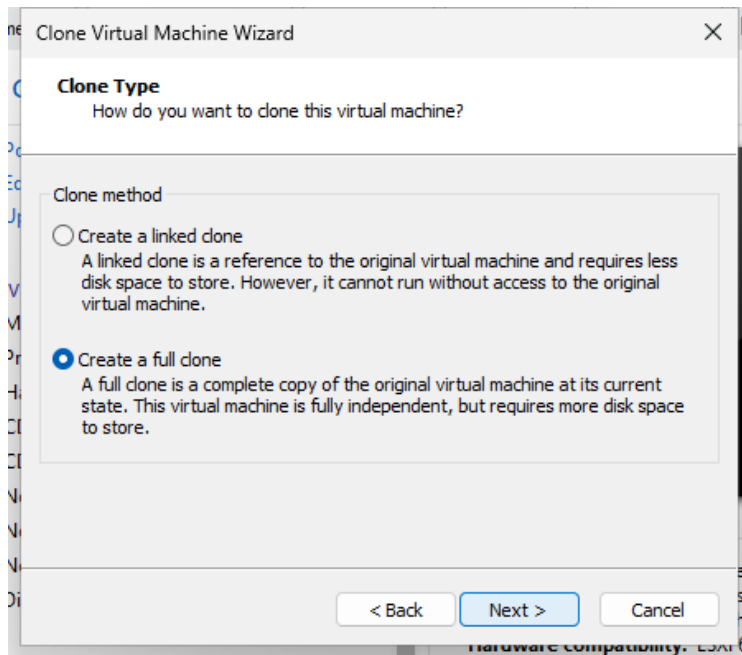 Clone Virtual Machine Wizard
Clone Type
How do you want to clone this virtual machine?
Clone method
Create a linked clone
A linked clone is a reference to the original virtual machine and requires less
disk space to store. However, it cannot run without access to the original
virtual machine.
Create a full clone
A full clone is a complete copy of the original virtual machine at its current
state. This virtual machine is fully independent, but requires more disk space
to store.
< Back
Next >
Cancel
Hardware compatibility: